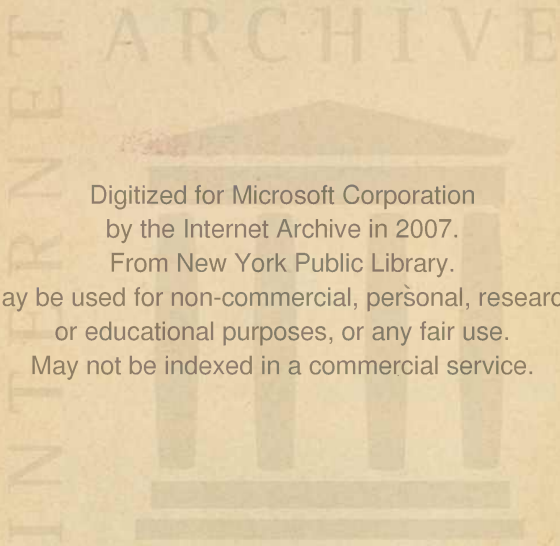 ARCHIVE
INTERNET
Digitized for Microsoft Corporation
by the Internet Archive in 2007.
From New York Public Library.
ay be used for non-commercial, personal, researc
or educational purposes, or any fair use.
May not be indexed in a commercial service.